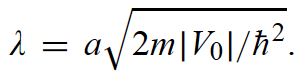 λ = a√2m|V₀|/ħ².